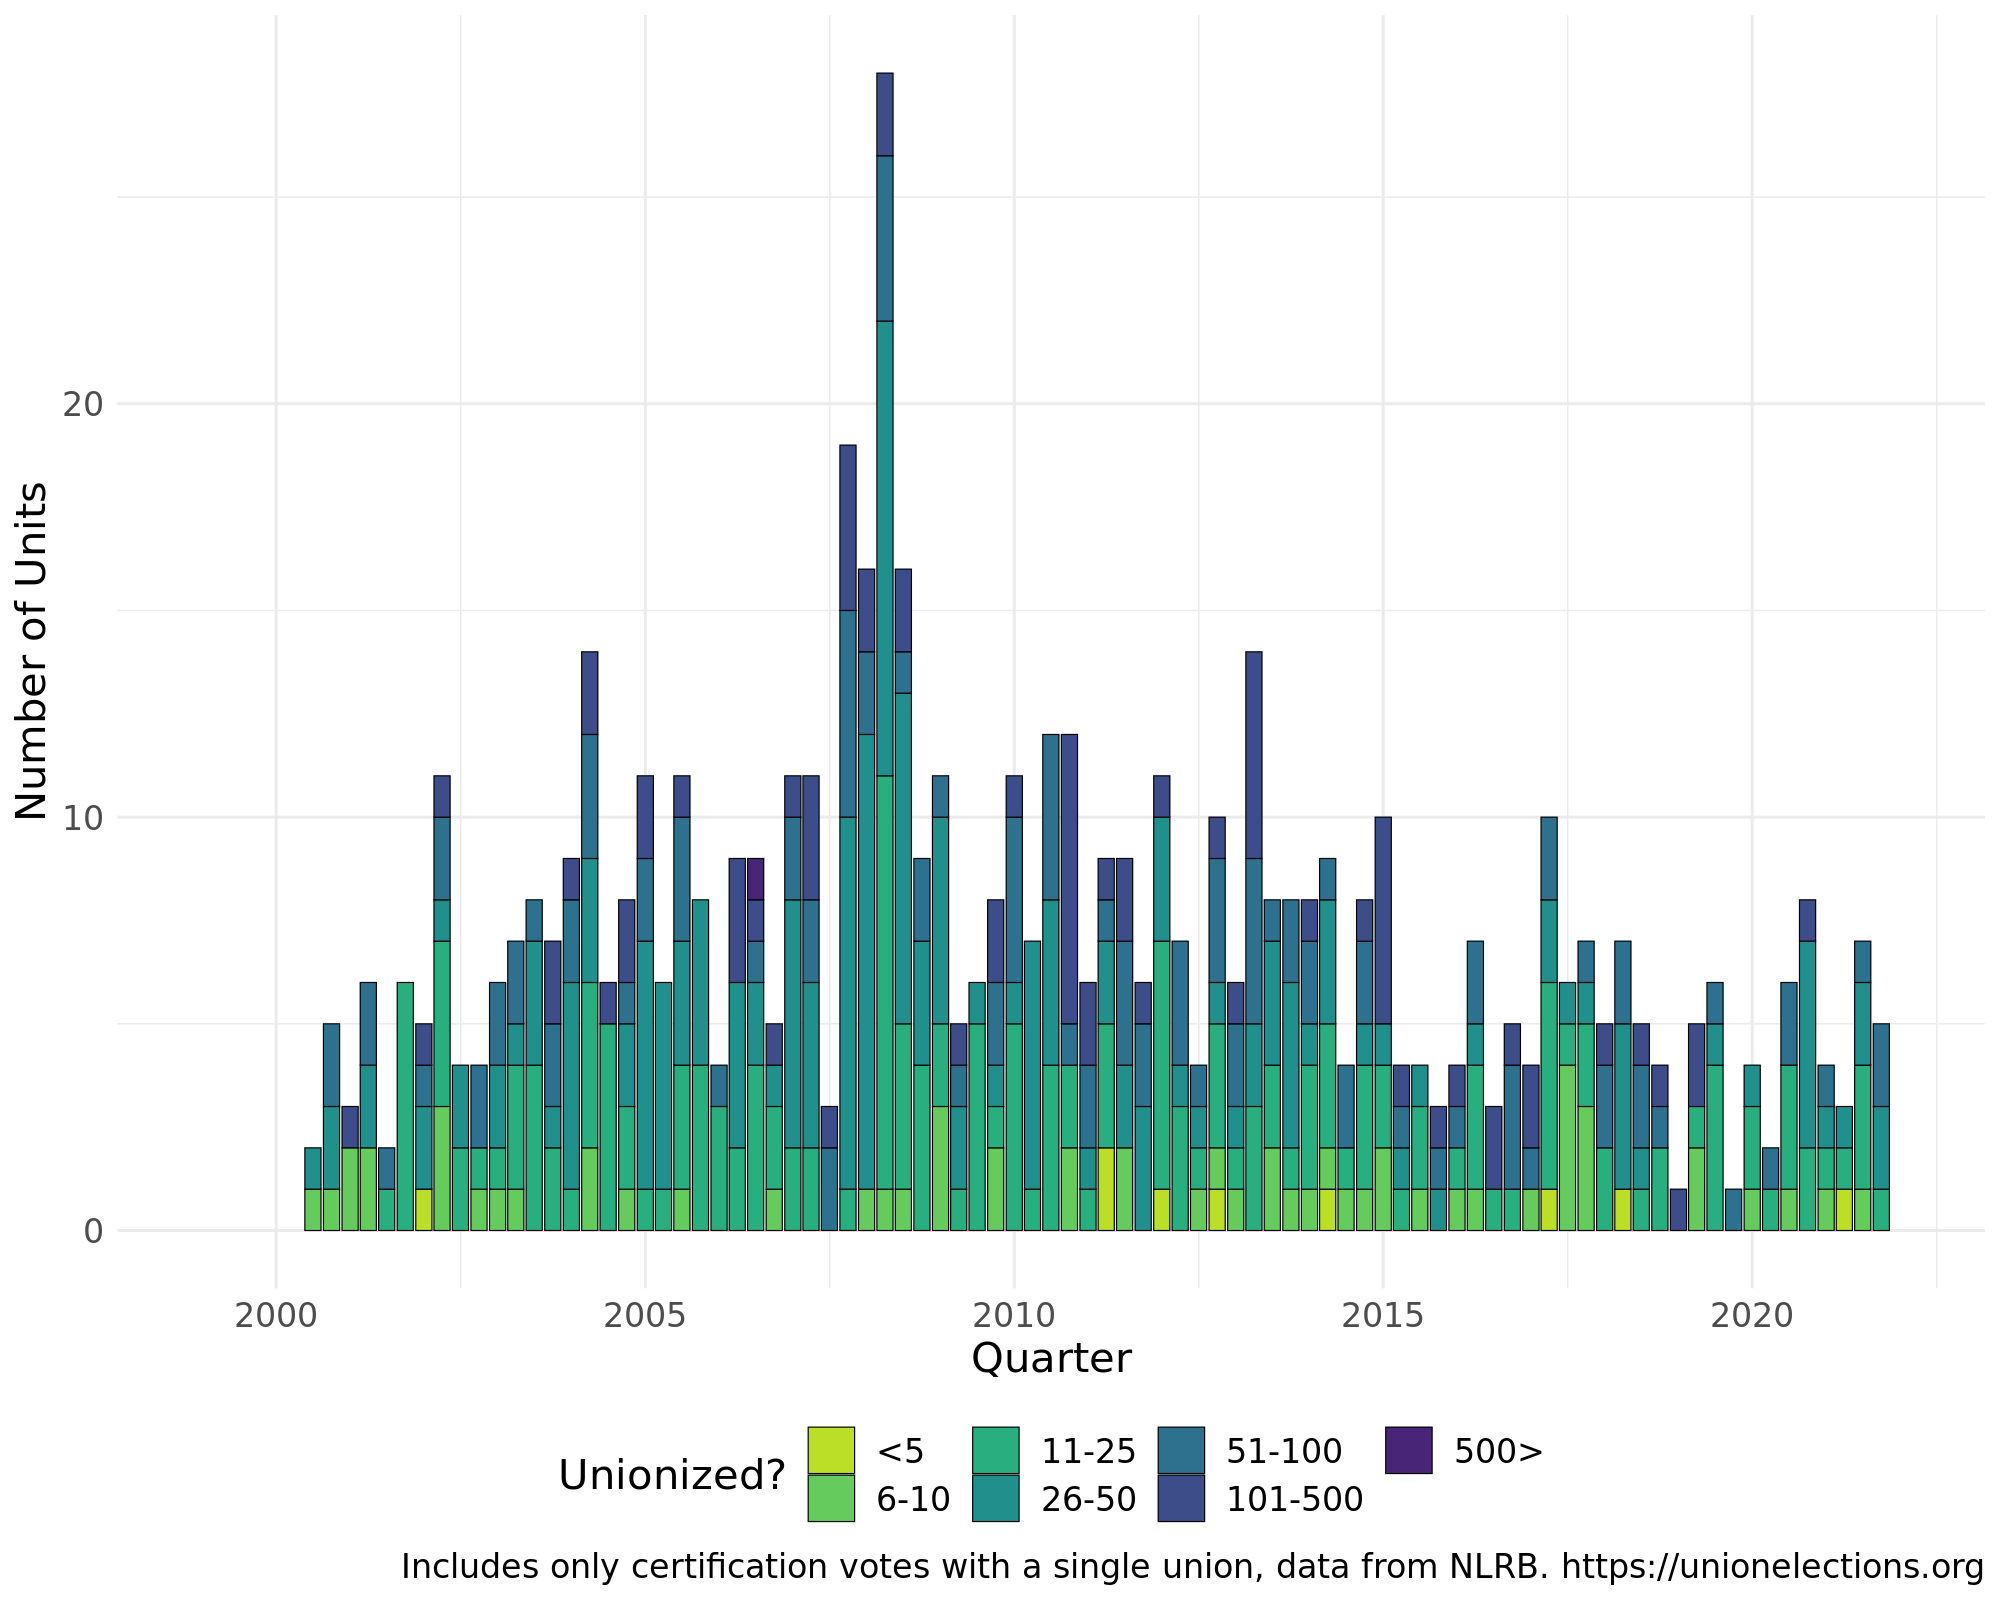 Number of Units
20
10
0
2000 2005 2010 2015 2020
Quarter
Unionized?
<5 11-25 51-100 500>
6-10 26-50 101-500
Includes only certification votes with a single union, data from NLRB. https://unionelections.org